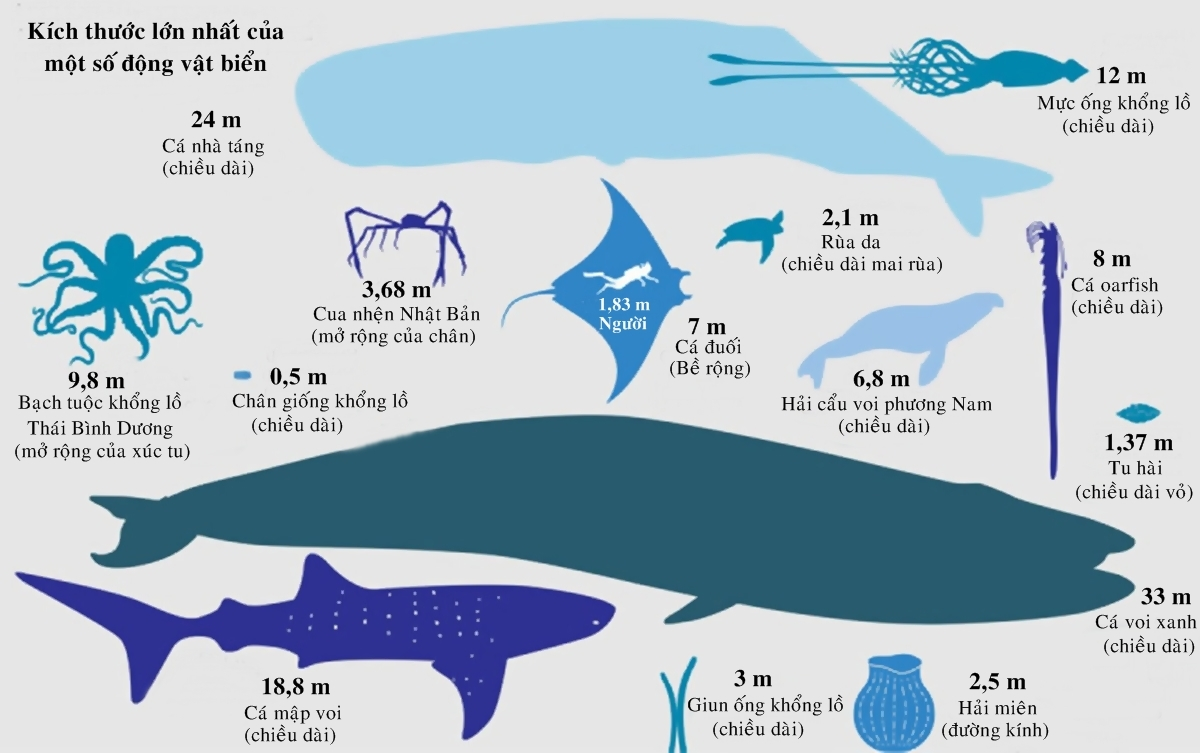 Kích thước lớn nhất của
một số động vật biển
24 m
Cá nhà táng
(chiều dài)
12 m
Mực ống khổng lồ
(chiều dài)
3,68 m
Cua nhện Nhật Bản
(mở rộng của chân)
1,83 m
Người
7 m
Cá đuối
(Bề rộng)
2,1 m
Rùa da
(chiều dài mai rùa)
8 m
Cá oarfish
(chiều dài)
9,8 m
Bạch tuộc khổng lồ
Thái Bình Dương
(mở rộng của xúc tu)
0,5 m
Chân giống khổng lồ
(chiều dài)
6,8 m
Hải cẩu voi phương Nam
(chiều dài)
1,37 m
Tu hài
(chiều dài vỏ)
33 m
Cá voi xanh
(chiều dài)
18,8 m
Cá mập voi
(chiều dài)
3 m
Giun ống khổng lồ
(chiều dài)
2,5 m
Hải miên
(đường kính)